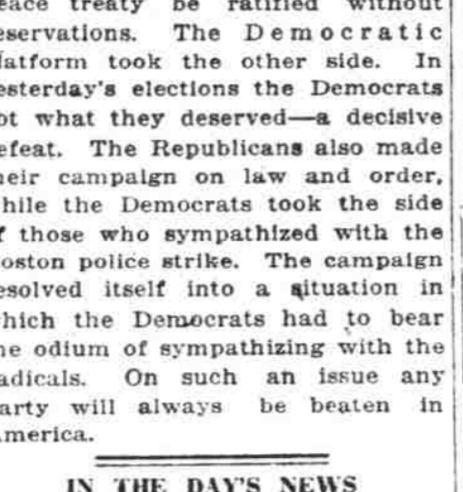 eace treaty be ratified without
eservations. The Democratic
latform took the other side. In
esterday's elections the Democrats
ot what they deserved—a decisive
efeat. The Republicans also made
heir campaign on law and order,
hile the Democrats took the side
f those who sympathized with the
oston police strike. The campaign
esolved itself into a situation in
hich the Democrats had to bear
he odium of sympathizing with the
adicals. On such an issue any
arty will always be beaten in
merica.
IN THE DAY'S NEWS